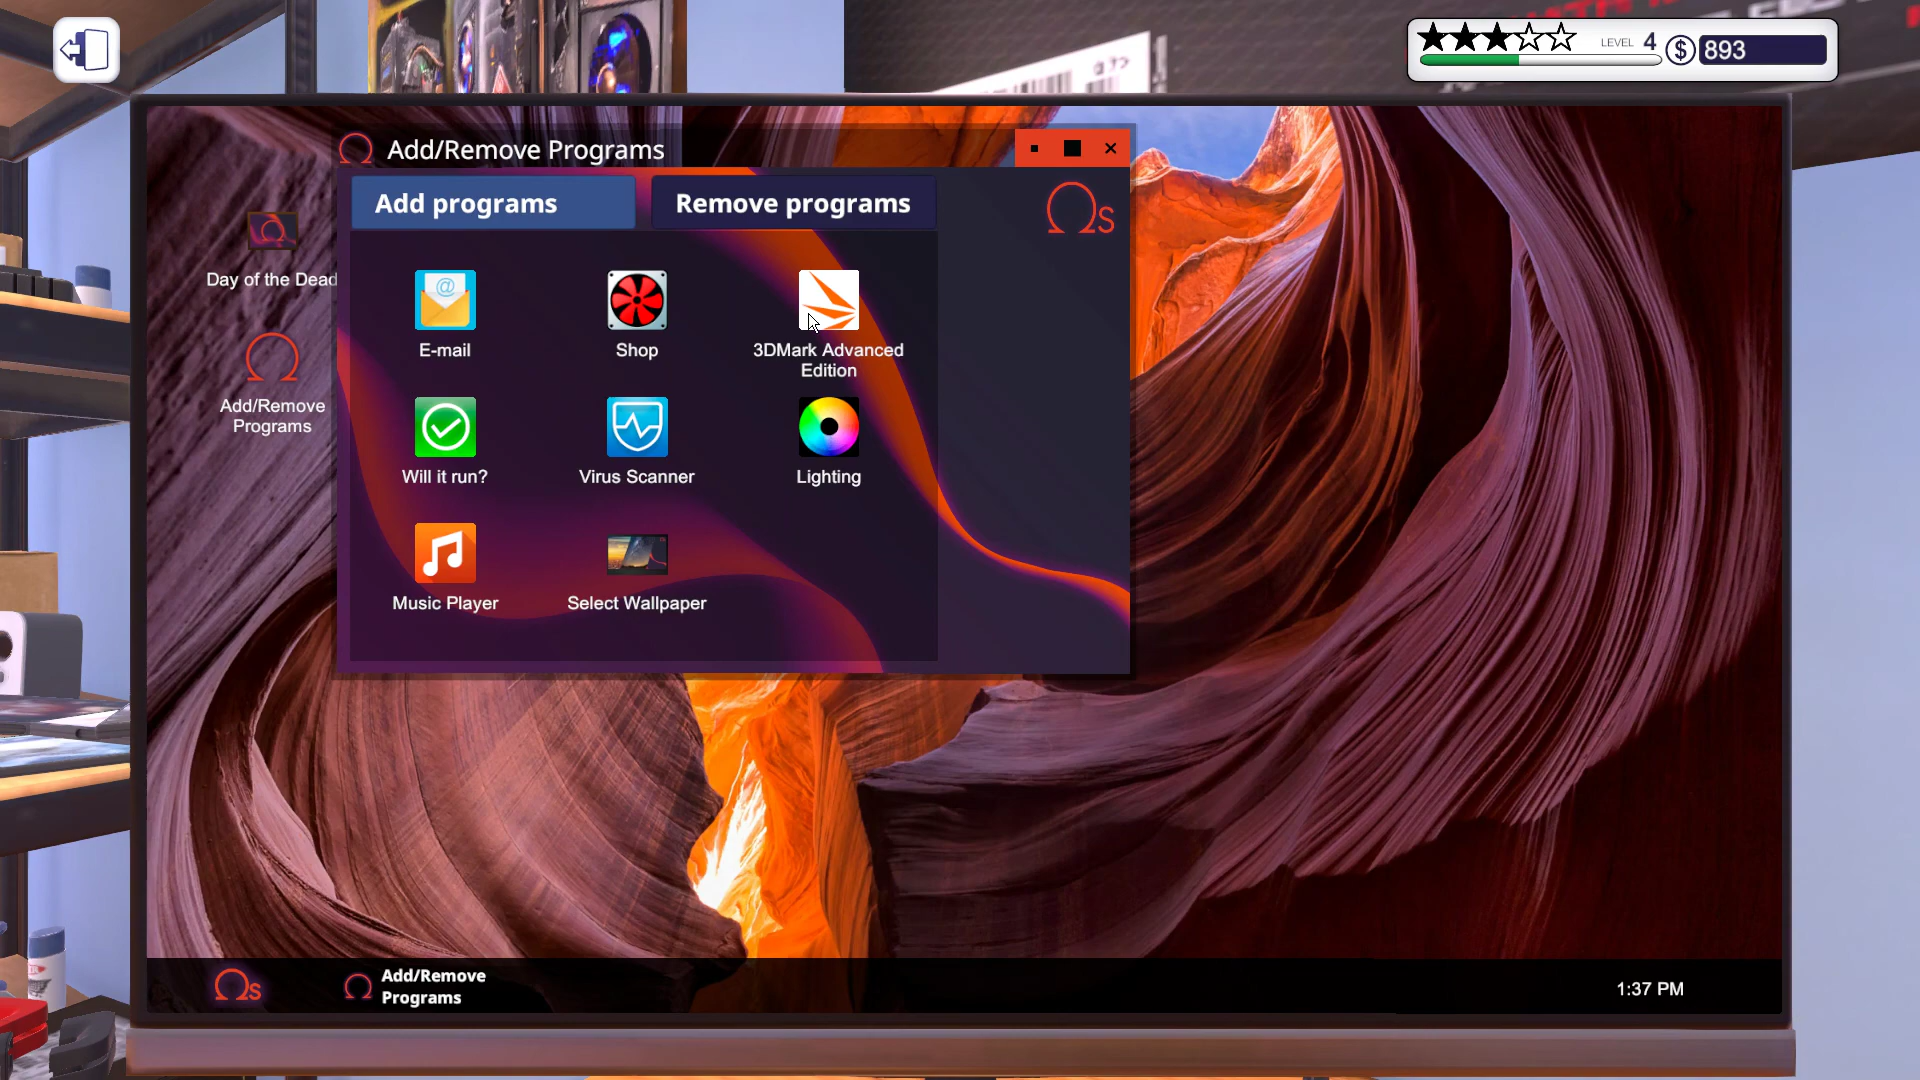 LEVEL 4
893
Add/Remove Programs
Add programs
Remove programs
Ωs
Day of the Dead
Add/Remove
Programs
E-mail
Shop
3DMark Advanced
Edition
Will it run?
Virus Scanner
Lighting
Music Player
Select Wallpaper
Ωs
Add/Remove
Programs
1:37 PM